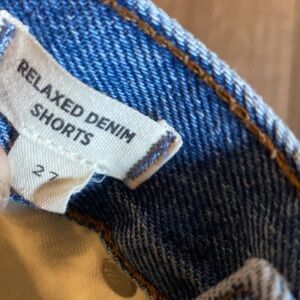 RELAXED DENIM
SHORTS
27